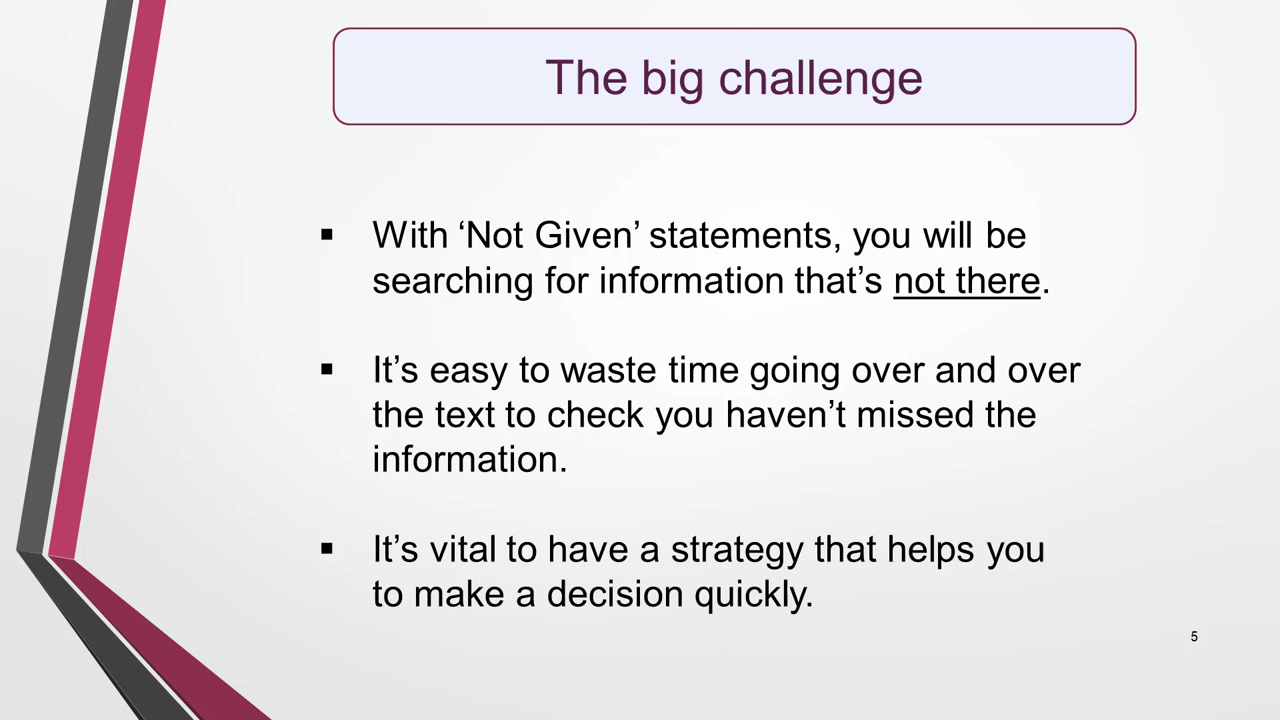 The big challenge
▪ With ‘Not Given’ statements, you will be
searching for information that’s not there.
▪ It’s easy to waste time going over and over
the text to check you haven’t missed the
information.
▪ It’s vital to have a strategy that helps you
to make a decision quickly.
5